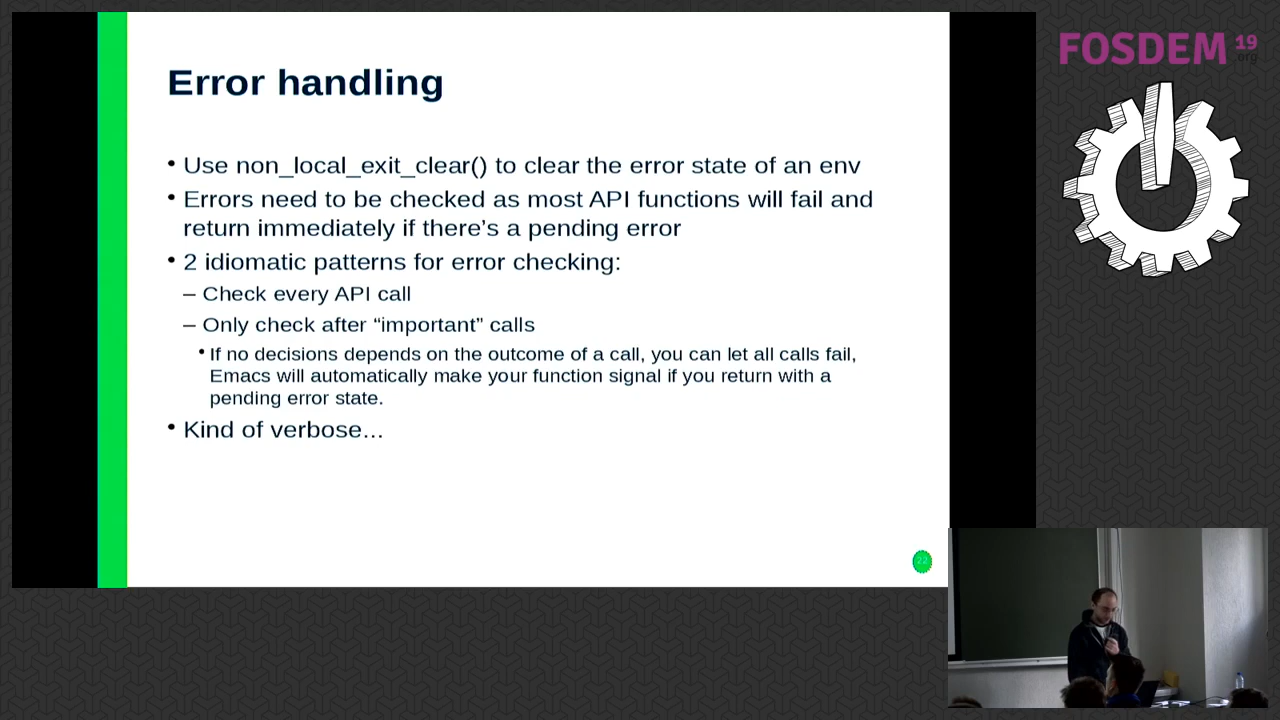 Error handling
• Use non_local_exit_clear() to clear the error state of an env
• Errors need to be checked as most API functions will fail and
return immediately if there’s a pending error
• 2 idiomatic patterns for error checking:
– Check every API call
– Only check after “important” calls
• If no decisions depends on the outcome of a call, you can let all calls fail,
Emacs will automatically make your function signal if you return with a
pending error state.
• Kind of verbose...
22
FOSDEM 19
.org